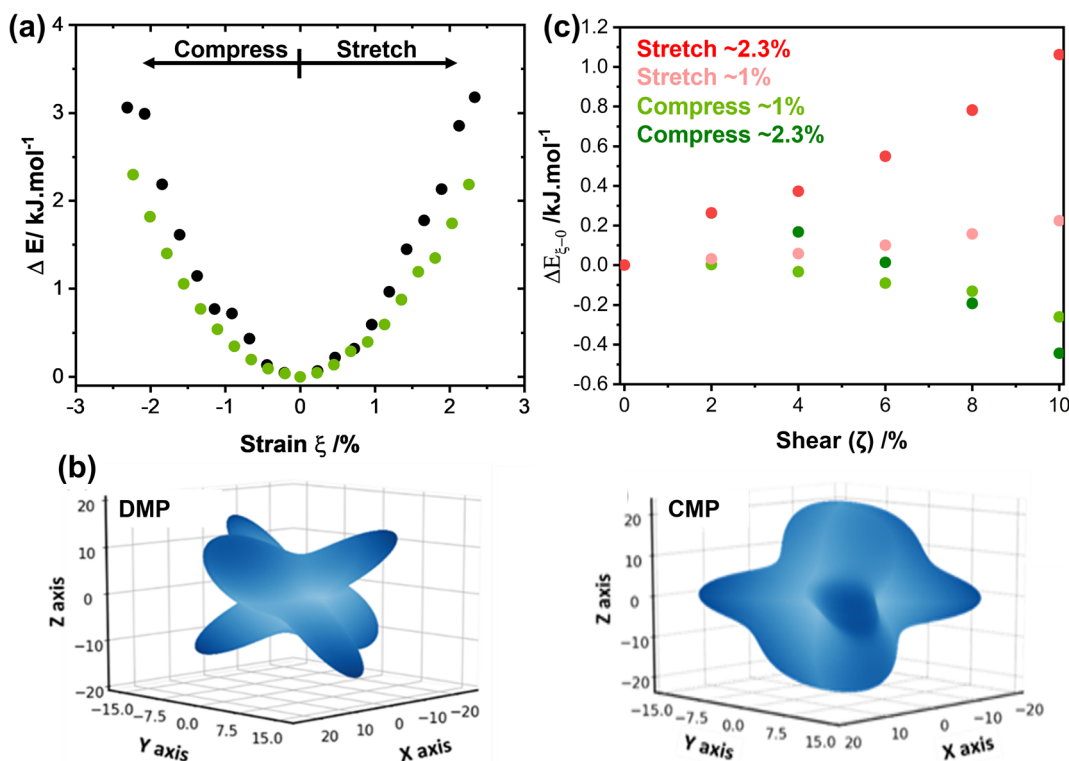 (a)
Compress Stretch
Δ E/ kJ.mol-1
4
3
2
1
0
-3 -2 -1 0 1 2 3
Strain ξ /%
(c)
Stretch ~2.3%
Stretch ~1%
Compress ~1%
Compress ~2.3%
ΔEξ−0 /kJ.mol-1
1.2
1.0
0.8
0.6
0.4
0.2
0.0
-0.2
-0.4
-0.6
0 2 4 6 8 10
Shear (ζ) /%
(b)
DMP
Z axis
20
10
0
−10
−20
−15.0 −7.5 0.0 7.5 15.0
Y axis
20 10 0 −10 −20
X axis
CMP
Z axis
20
10
0
−10
−20
−15.0 −7.5 0.0 7.5 15.0
Y axis
20 10 0 −10 −20
X axis